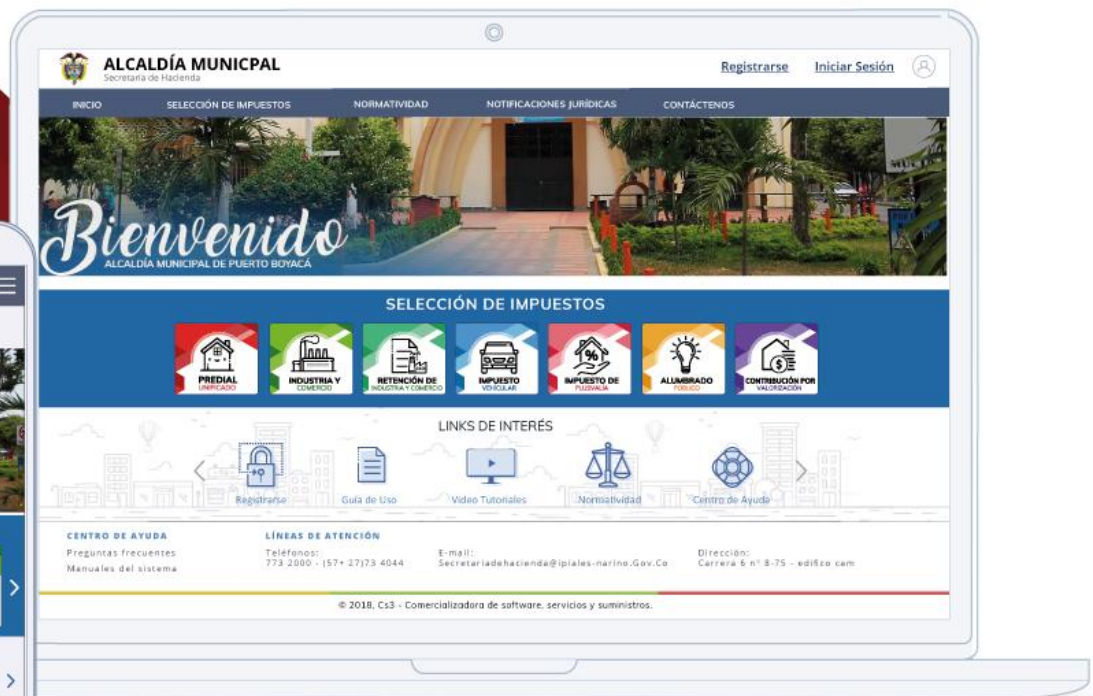 ALCALDÍA MUNICPAL
Secretaría de Hacienda
Registrarse Iniciar Sesión
INICIO SELECCIÓN DE IMPUESTOS NORMATIVIDAD NOTIFICACIONES JURÍDICAS CONTÁCTENOS
Bienvenido
ALCALDÍA MUNICIPAL DE PUERTO BOYACÁ
SELECCIÓN DE IMPUESTOS
PREDIAL
UNIFICADO
INDUSTRIA Y
COMERCIO
RETENCIÓN DE
INDUSTRIA Y COMERCIO
IMPUESTO
VEHÍCULAR
IMPUESTO DE
PLUSVALÍA
ALUMBRADO
PÚBLICO
CONTRIBUCIÓN POR
VALORIZACIÓN
LINKS DE INTERÉS
Registrarse Guía de Uso Video Tutoriales Normatividad Centro de Ayuda
CENTRO DE AYUDA
Preguntas frecuentes
Manuales del sistema
LÍNEAS DE ATENCIÓN
Teléfonos:
773 2000 - (57+ 27)73 4044
E-mail:
Secretariadehacienda@ipiales-narino.Gov.Co
Dirección:
Carrera 6 nº 8-75 - edifico cam
© 2018, Cs3 - Comercializadora de software, servicios y suministros.